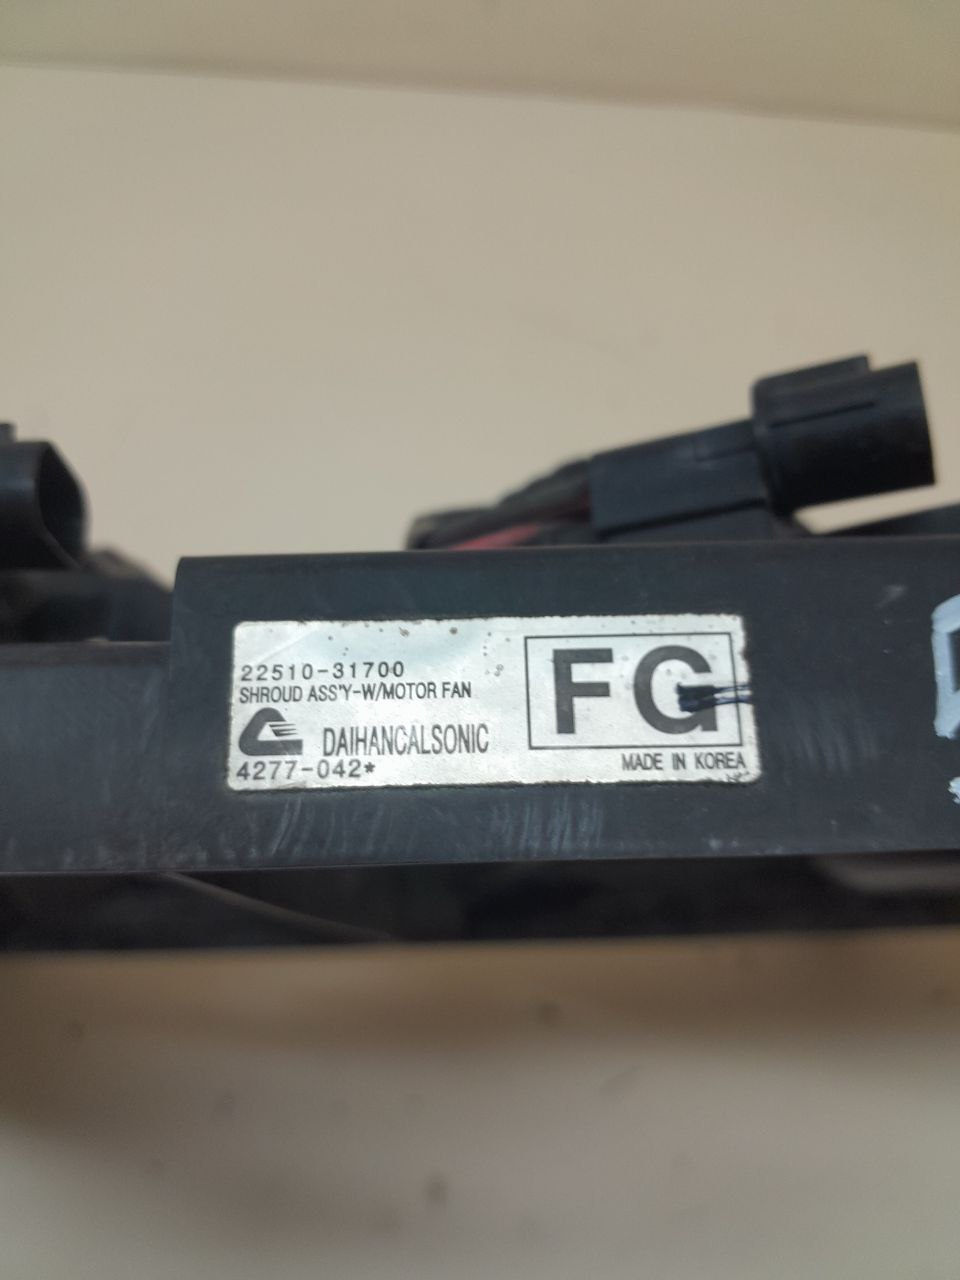 22510-31700
SHROUD ASS'Y-W/MOTOR FAN
DAIHANCALSONIC
4277-042*
FG
MADE IN KOREA